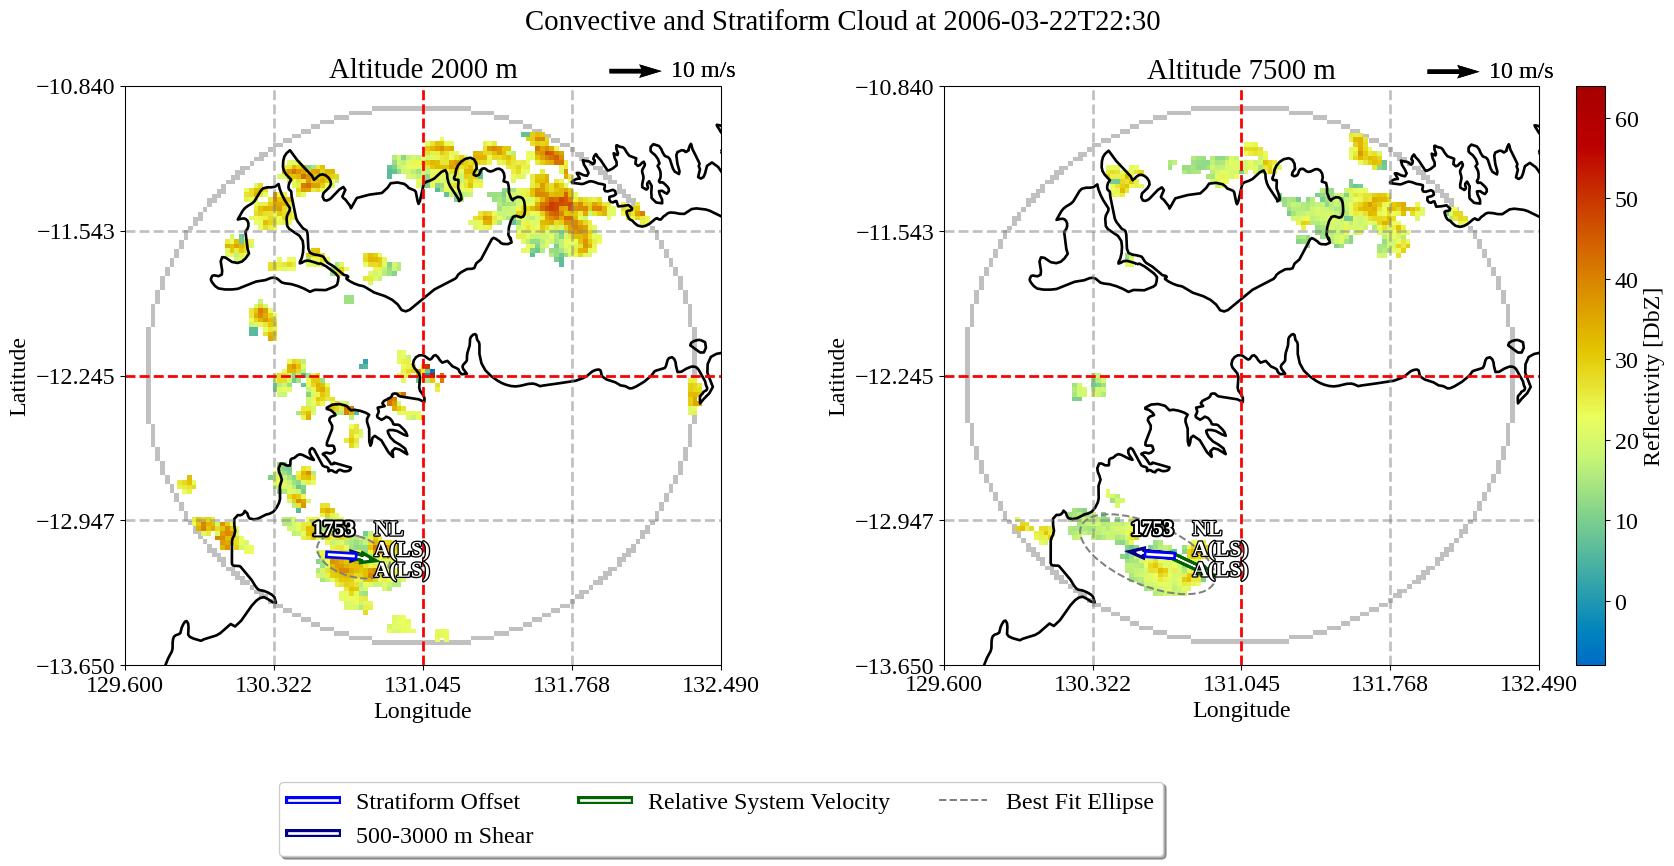 Convective and Stratiform Cloud at 2006-03-22T22:30
Altitude 2000 m
10 m/s
Altitude 7500 m
10 m/s
−10.840
−11.543
−12.245
−12.947
−13.650
Latitude
129.600
130.322
131.045
131.768
132.490
Longitude
1753
NL
A(LS)
A(LS)
−10.840
−11.543
−12.245
−12.947
−13.650
Latitude
129.600
130.322
131.045
131.768
132.490
Longitude
1753
NL
A(LS)
A(LS)
60
50
40
30
20
10
0
Reflectivity [DbZ]
Stratiform Offset
500-3000 m Shear
Relative System Velocity
Best Fit Ellipse